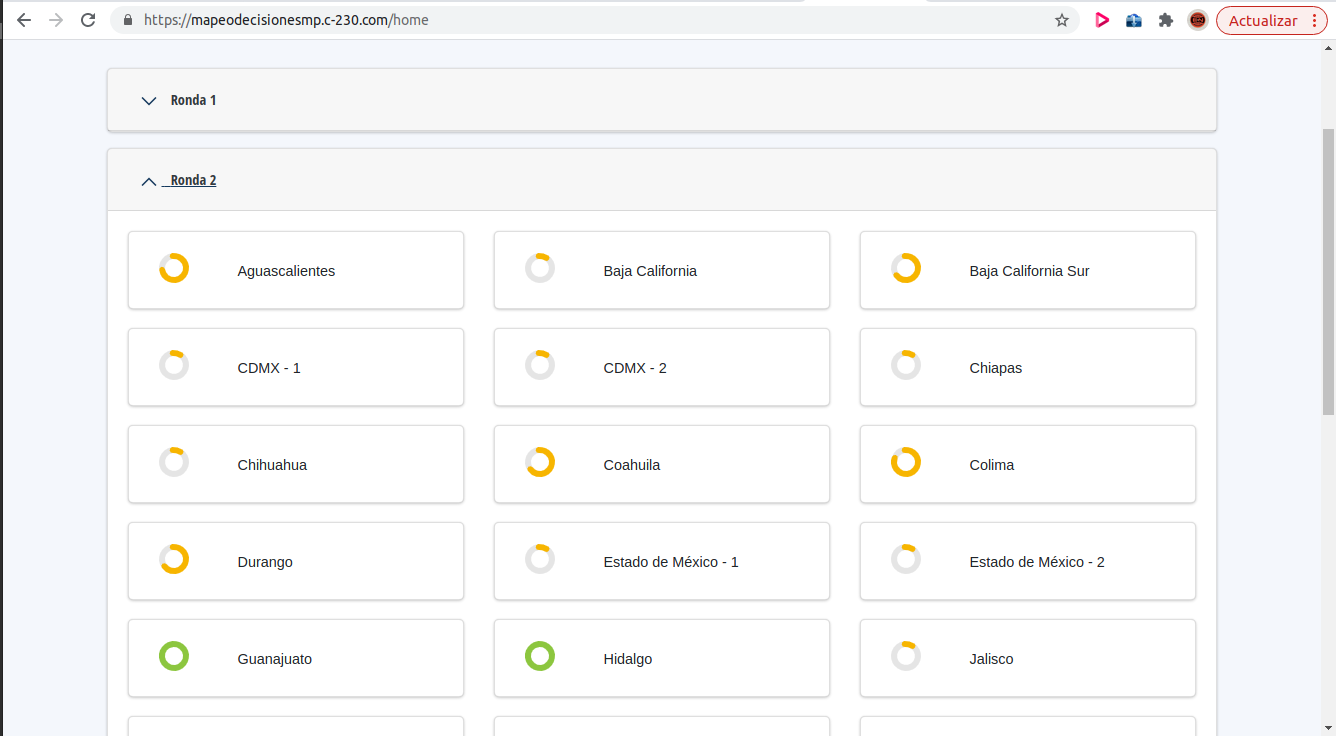 https://mapeodecisionesmp.c-230.com/home
Actualizar
Ronda 1
Ronda 2
Aguascalientes
Baja California
Baja California Sur
CDMX - 1
CDMX - 2
Chiapas
Chihuahua
Coahuila
Colima
Durango
Estado de México - 1
Estado de México - 2
Guanajuato
Hidalgo
Jalisco